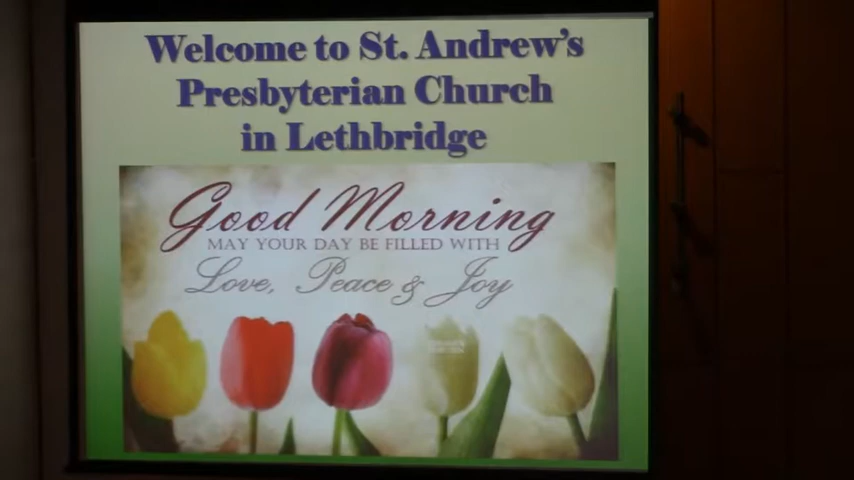 Welcome to St. Andrew's
Presbyterian Church
in Lethbridge
Good Morning
MAY YOUR DAY BE FILLED WITH
Love, Peace & Joy